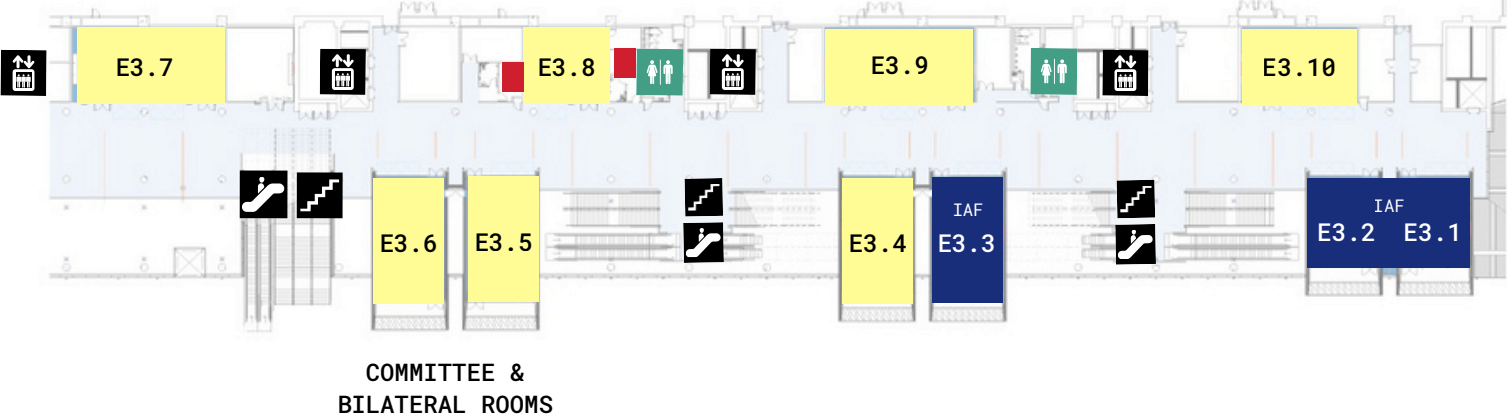 E3.7
E3.8
E3.9
E3.10
E3.6
E3.5
E3.4
IAF
E3.3
IAF
E3.2 E3.1
COMMITTEE &
BILATERAL ROOMS